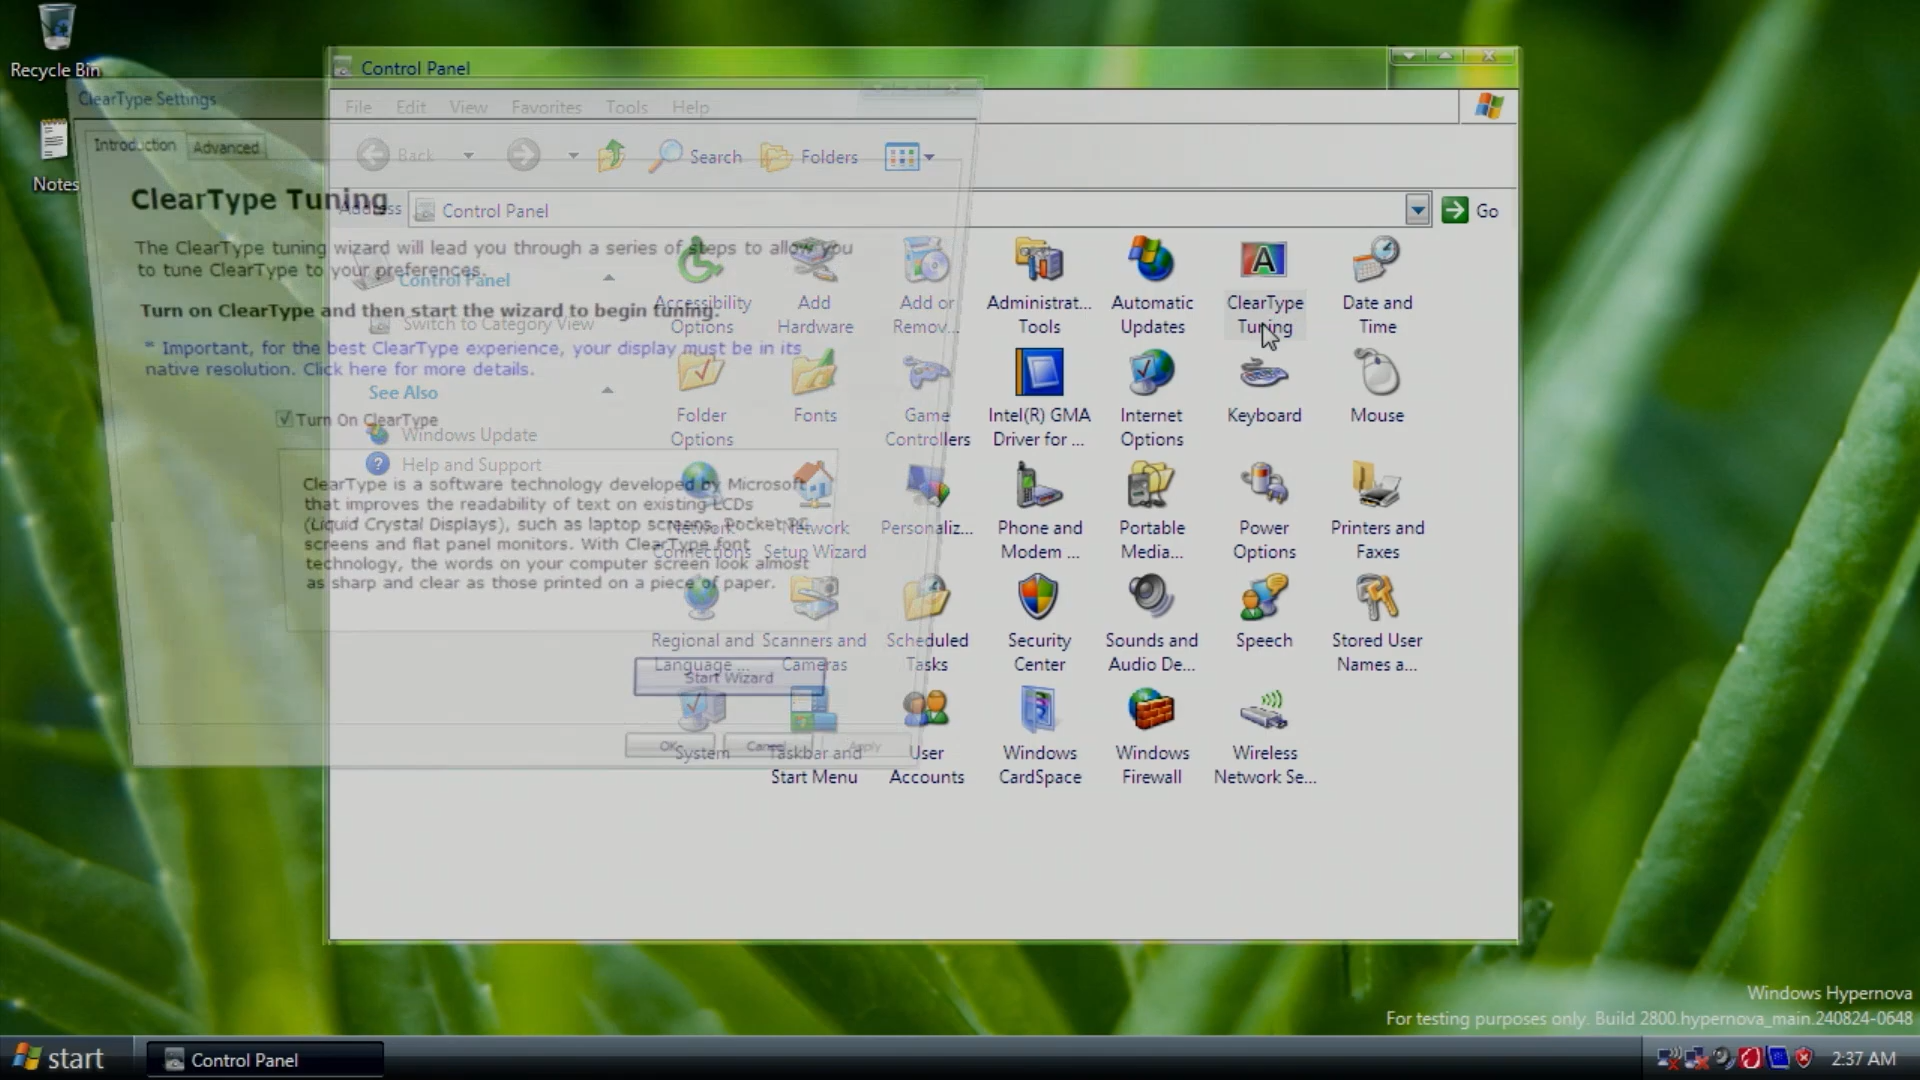 Recycle Bin
Notes
Control Panel
File Edit View Favorites Tools Help
Back Search Folders
Address Control Panel Go
ClearType Settings
Introduction Advanced
ClearType Tuning
The ClearType tuning wizard will lead you through a series of steps to allow you
to tune ClearType to your preferences.
Turn on ClearType and then start the wizard to begin tuning.
* Important, for the best ClearType experience, your display must be in its
native resolution. Click here for more details.
Turn On ClearType
ClearType is a software technology developed by Microsoft
that improves the readability of text on existing LCDs
(Liquid Crystal Displays), such as laptop screens, Pocket PC
screens and flat panel monitors. With ClearType font
technology, the words on your computer screen look almost
as sharp and clear as those printed on a piece of paper.
Start Wizard
OK Cancel Apply
Control Panel
Switch to Category View
See Also
Windows Update
Help and Support
Accessibility
Options
Add
Hardware
Add or
Remov...
Administrat...
Tools
Automatic
Updates
ClearType
Tuning
Date and
Time
Folder
Options
Fonts
Game
Controllers
Intel(R) GMA
Driver for ...
Internet
Options
Keyboard
Mouse
Network
Connections
Network
Setup Wizard
Personaliz...
Phone and
Modem ...
Portable
Media...
Power
Options
Printers and
Faxes
Regional and
Language ...
Scanners and
Cameras
Scheduled
Tasks
Security
Center
Sounds and
Audio De...
Speech
Stored User
Names a...
System
Taskbar and
Start Menu
User
Accounts
Windows
CardSpace
Windows
Firewall
Wireless
Network Se...
Windows Hypernova
For testing purposes only. Build 2800.hypernova_main.240824-0648
start
Control Panel
2:37 AM